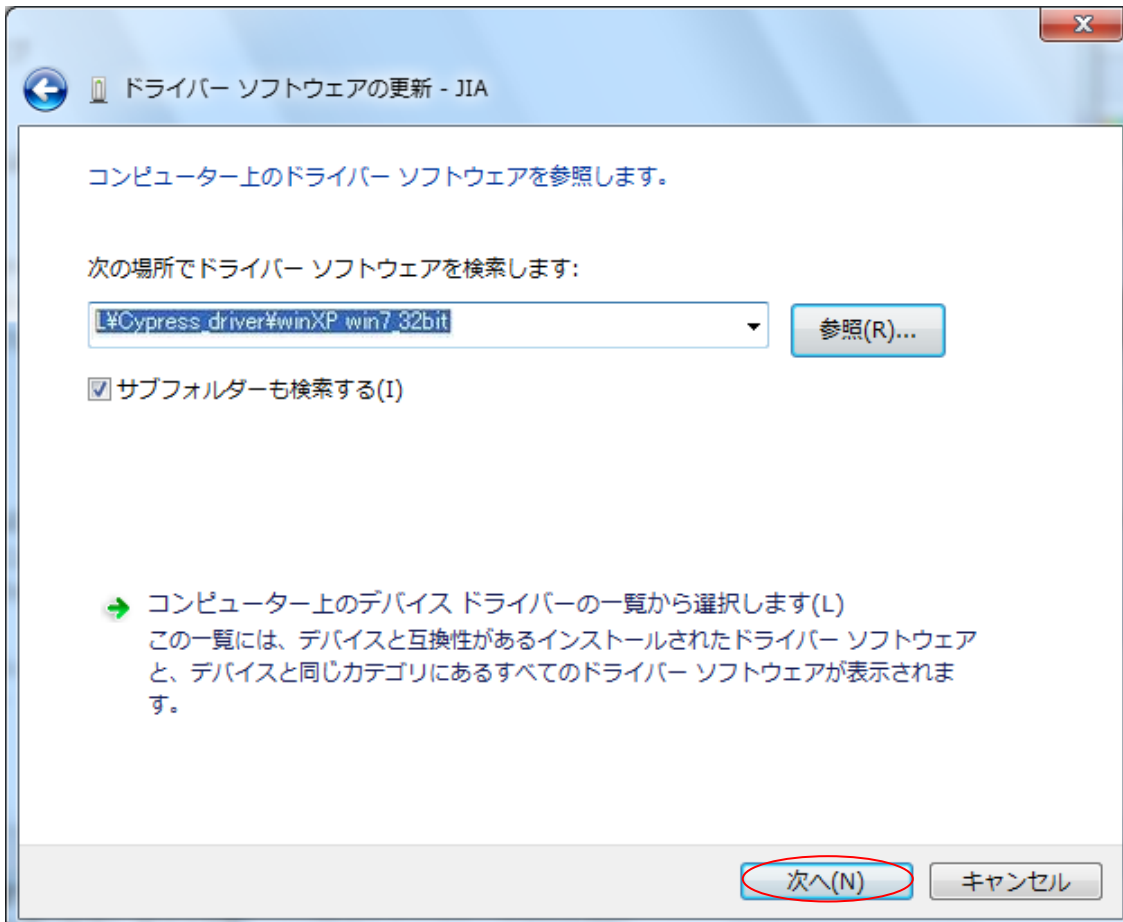 ドライバー ソフトウェアの更新 - JIA
コンピューター上のドライバー ソフトウェアを参照します。
次の場所でドライバー ソフトウェアを検索します:
L¥Cypress_driver¥winXP_win7_32bit
参照(R)...
サブフォルダーも検索する(I)
コンピューター上のデバイス ドライバーの一覧から選択します(L)
この一覧には、デバイスと互換性があるインストールされたドライバー ソフトウェア
と、デバイスと同じカテゴリにあるすべてのドライバー ソフトウェアが表示されま
す。
次へ(N)
キャンセル